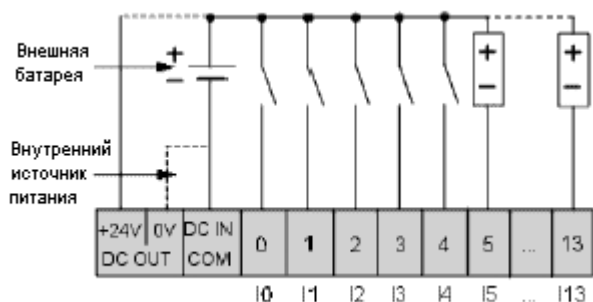 Внешняя
батарея
+
−
+
−
+
−
Внутренний
источник
питания
+24V 0V DC IN 0 1 2 3 4 5 ... 13
DC OUT COM
I0 I1 I2 I3 I4 I5 ... I13